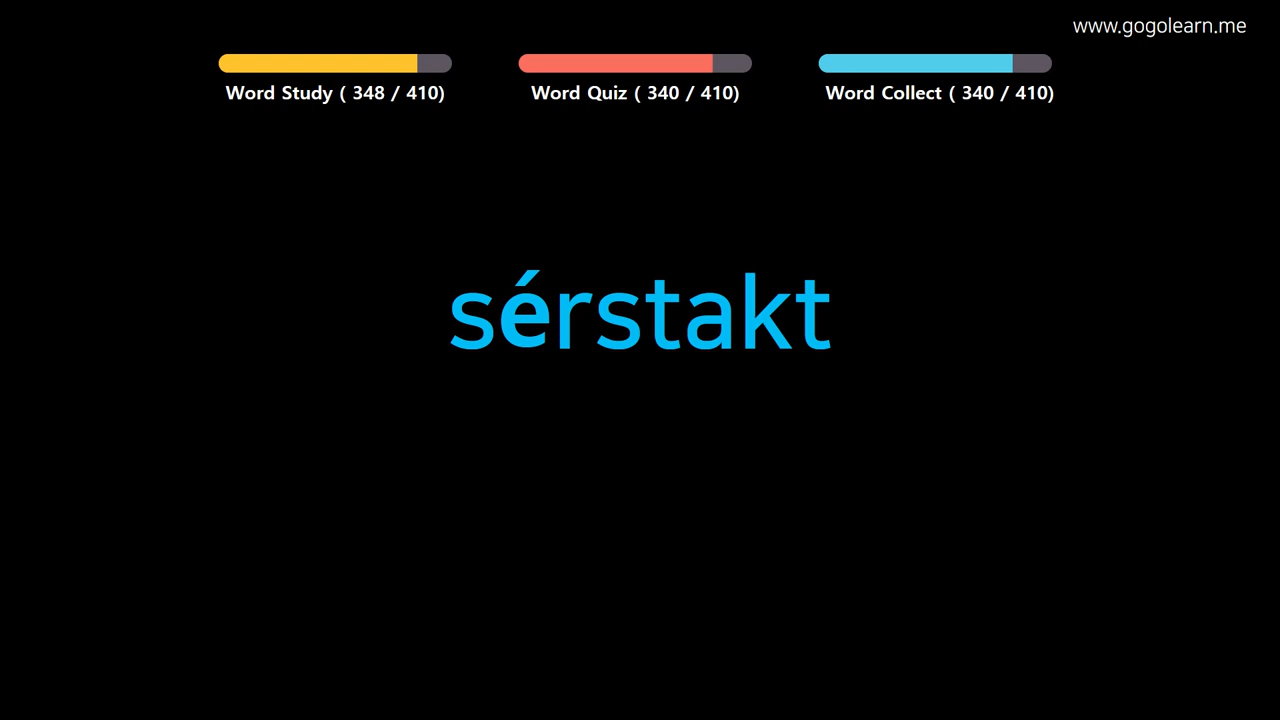 www.gogolearn.me
Word Study ( 348 / 410)
Word Quiz ( 340 / 410)
Word Collect ( 340 / 410)
sérstakt